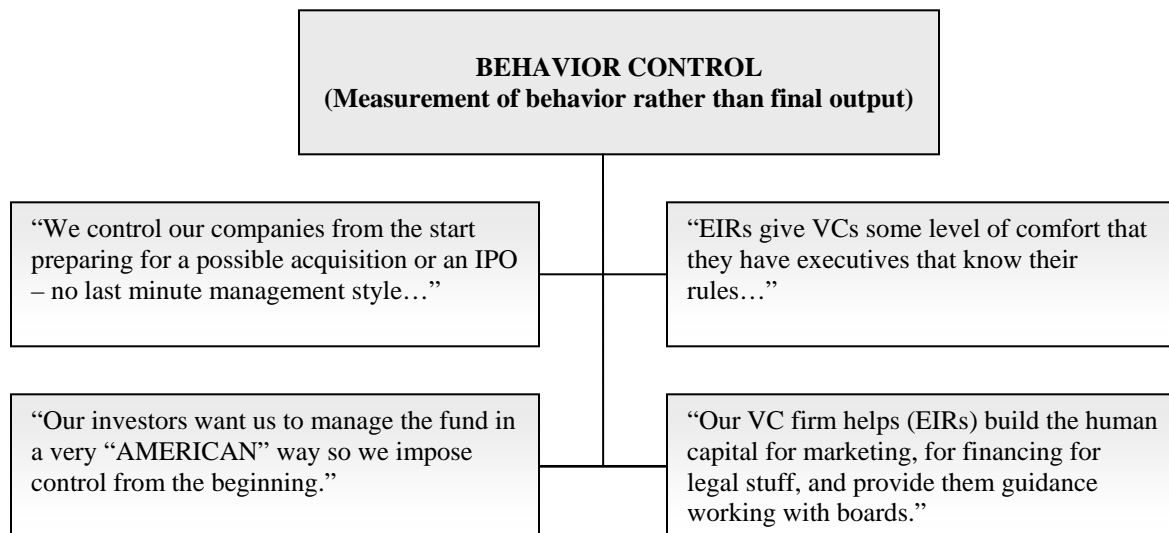 BEHAVIOR CONTROL
(Measurement of behavior rather than final output)
“We control our companies from the start
preparing for a possible acquisition or an IPO
– no last minute management style…”
“EIRs give VCs some level of comfort that
they have executives that know their
rules…”
“Our investors want us to manage the fund in
a very “AMERICAN” way so we impose
control from the beginning.”
“Our VC firm helps (EIRs) build the human
capital for marketing, for financing for
legal stuff, and provide them guidance
working with boards.”